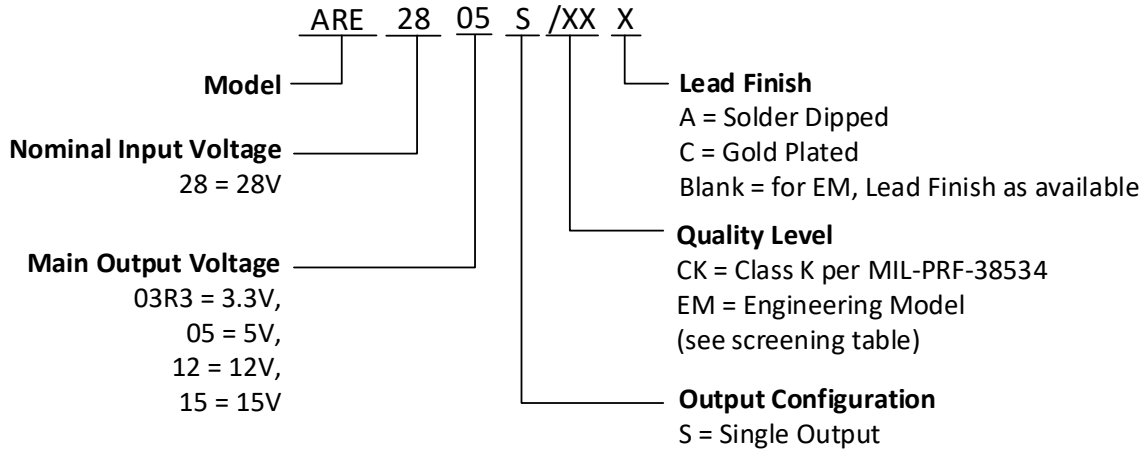 ARE 28 05 S /XX X
Model
Nominal Input Voltage
28 = 28V
Main Output Voltage
03R3 = 3.3V,
05 = 5V,
12 = 12V,
15 = 15V
Lead Finish
A = Solder Dipped
C = Gold Plated
Blank = for EM, Lead Finish as available
Quality Level
CK = Class K per MIL-PRF-38534
EM = Engineering Model
(see screening table)
Output Configuration
S = Single Output